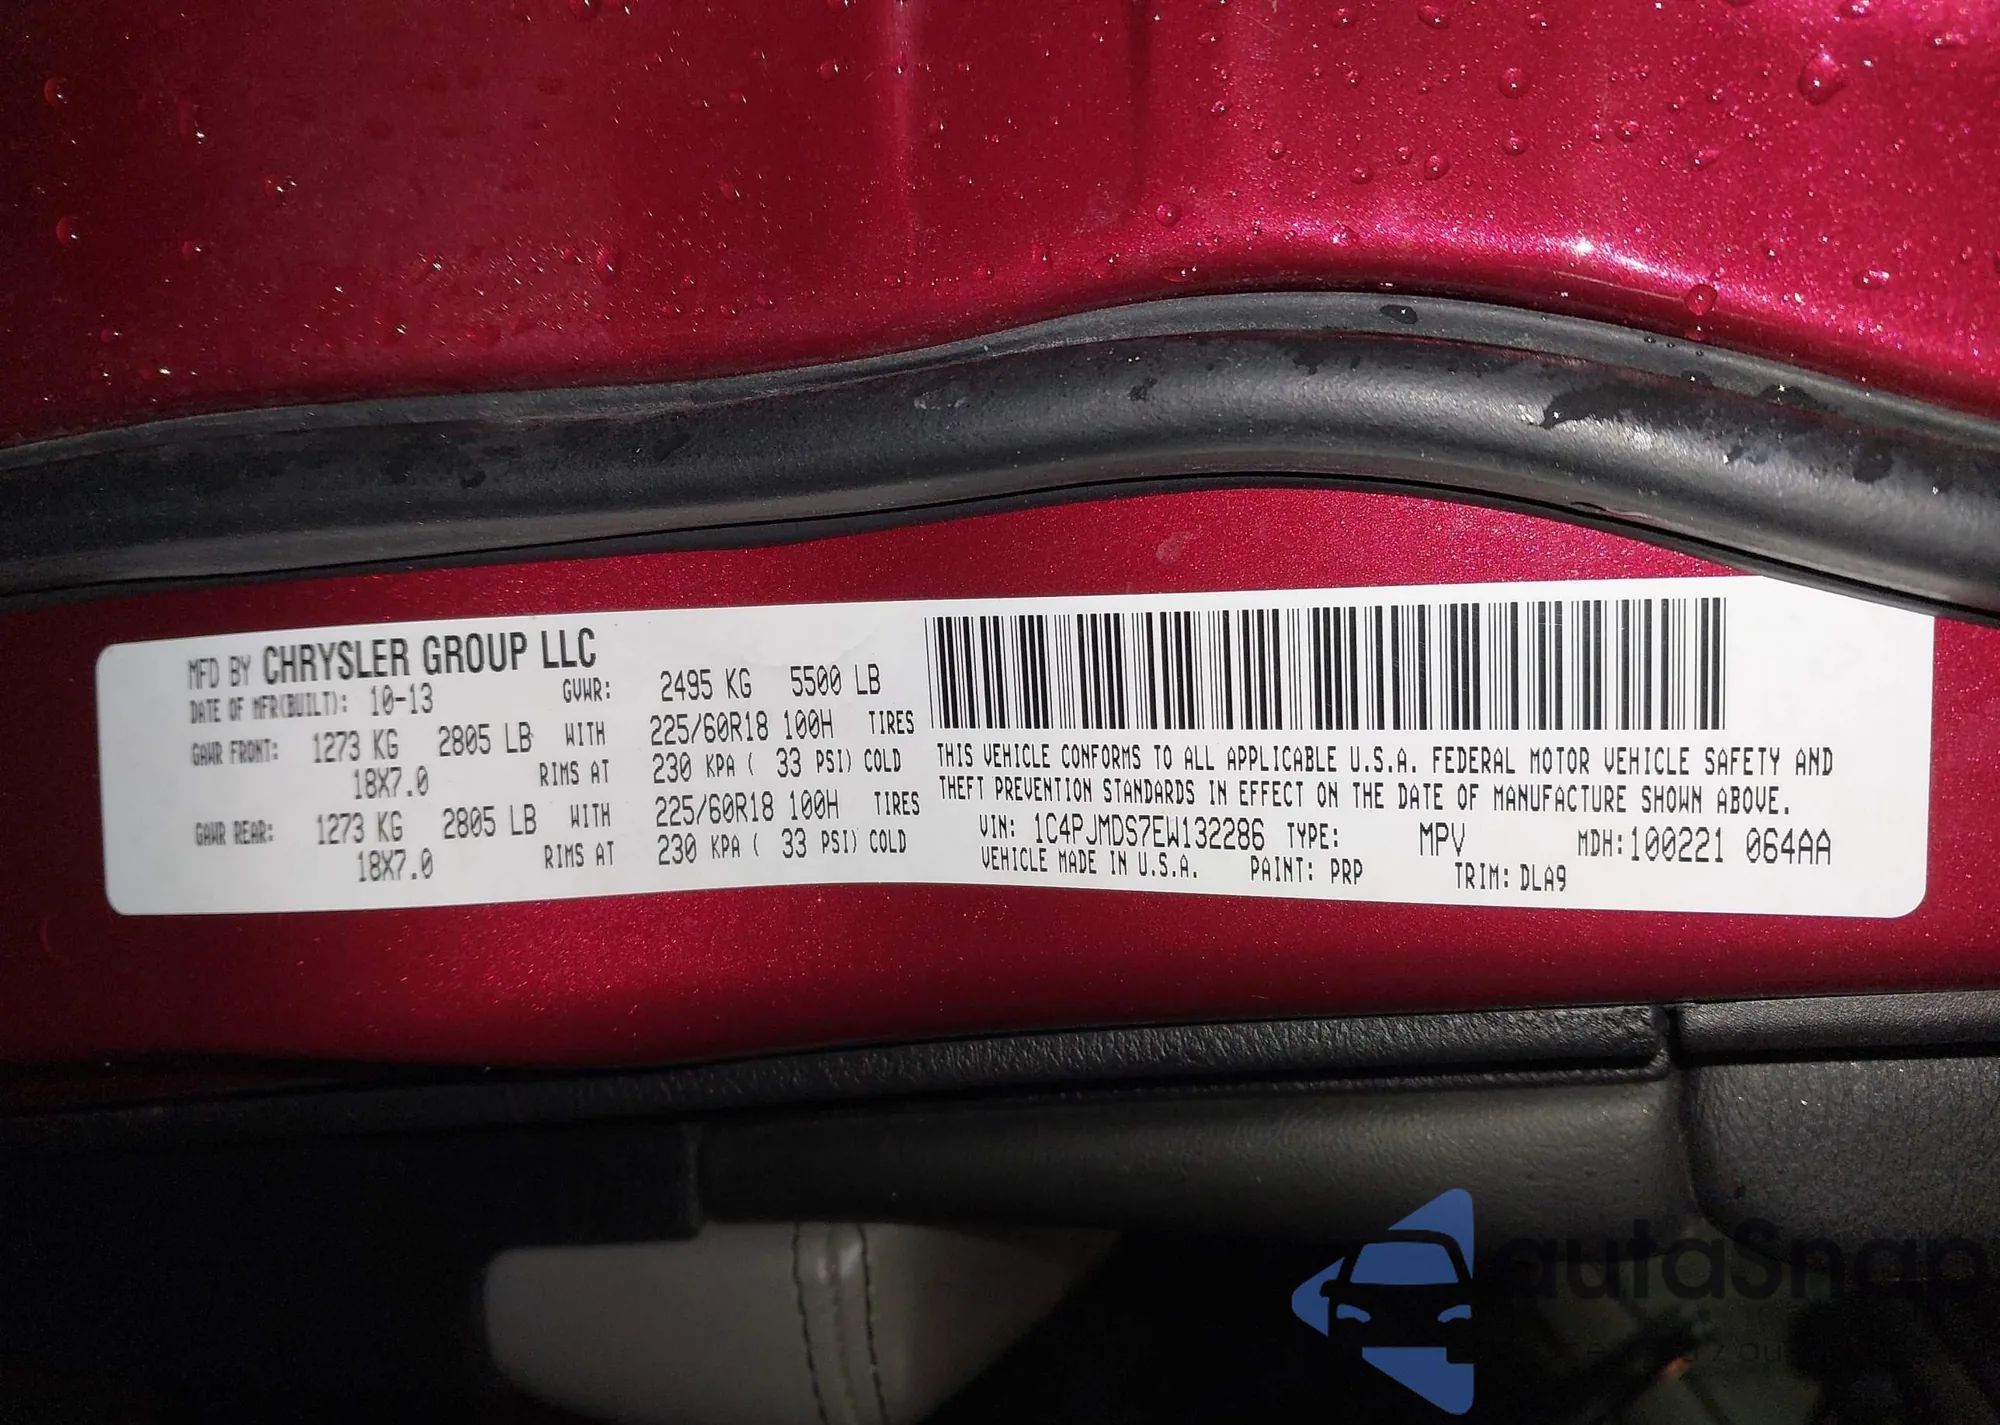 MFD BY CHRYSLER GROUP LLC
DATE OF MFR(BUILT): 10-13 GVWR: 2495 KG 5500 LB
GAWR FRONT: 1273 KG 2805 LB WITH 225/60R18 100H TIRES
18X7.0 RIMS AT 230 KPA ( 33 PSI) COLD
GAWR REAR: 1273 KG 2805 LB WITH 225/60R18 100H TIRES
18X7.0 RIMS AT 230 KPA ( 33 PSI) COLD
THIS VEHICLE CONFORMS TO ALL APPLICABLE U.S.A. FEDERAL MOTOR VEHICLE SAFETY AND
THEFT PREVENTION STANDARDS IN EFFECT ON THE DATE OF MANUFACTURE SHOWN ABOVE.
VIN: 1C4PJMDS7EW132286 TYPE: MPV MDH:100221 064AA
VEHICLE MADE IN U.S.A. PAINT: PRP TRIM: DLA9
autaSnap